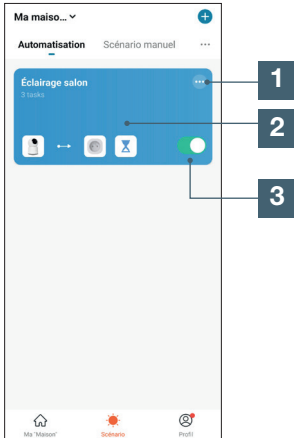 Ma maiso...
Automatisation Scénario manuel ...
Éclairage salon
3 tasks
1
2
3
Ma "Maison" Scénario Profil